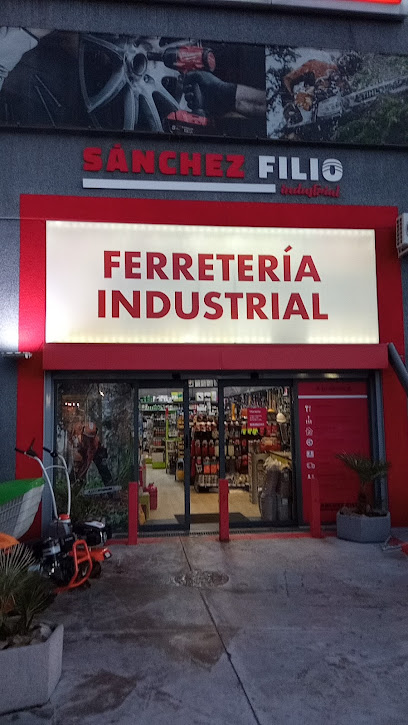 SÁNCHEZ FILIO
industrial
FERRETERÍA
INDUSTRIAL